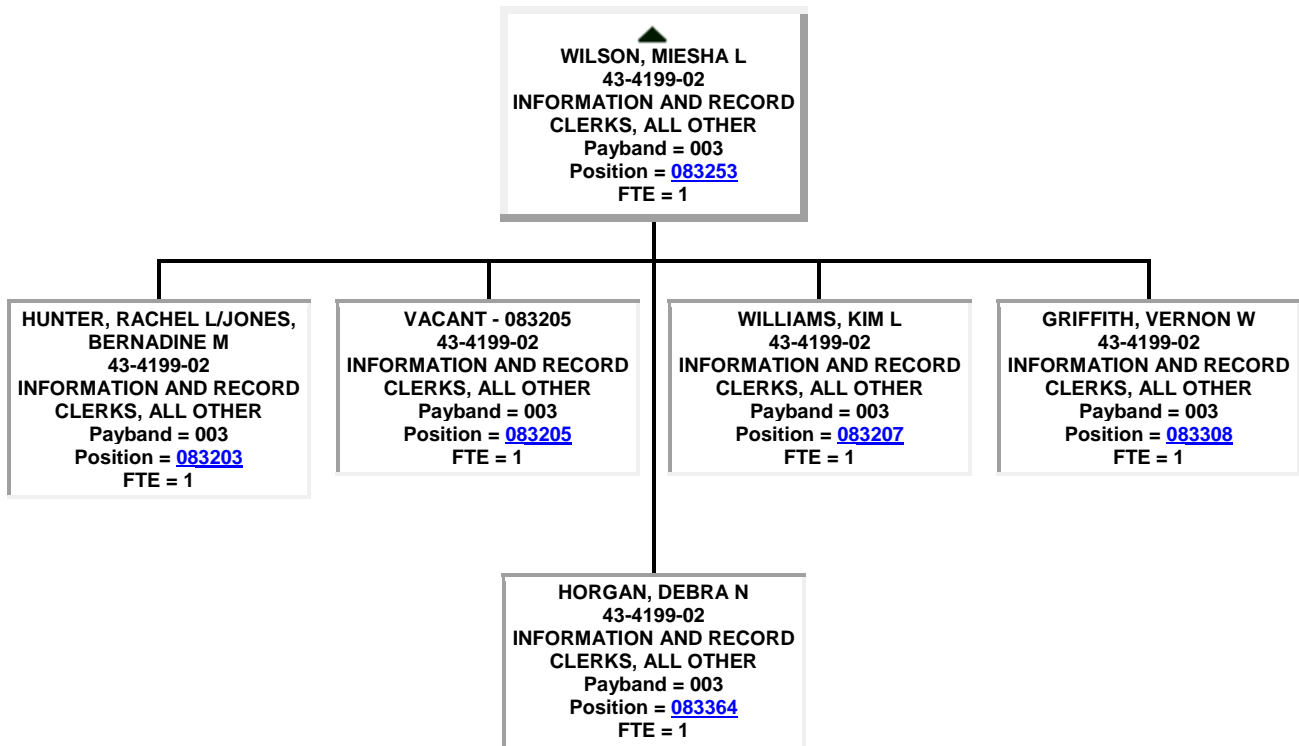 WILSON, MIESHA L
43-4199-02
INFORMATION AND RECORD
CLERKS, ALL OTHER
Payband = 003
Position = 083253
FTE = 1
HUNTER, RACHEL L/JONES,
BERNADINE M
43-4199-02
INFORMATION AND RECORD
CLERKS, ALL OTHER
Payband = 003
Position = 083203
FTE = 1
VACANT - 083205
43-4199-02
INFORMATION AND RECORD
CLERKS, ALL OTHER
Payband = 003
Position = 083205
FTE = 1
WILLIAMS, KIM L
43-4199-02
INFORMATION AND RECORD
CLERKS, ALL OTHER
Payband = 003
Position = 083207
FTE = 1
GRIFFITH, VERNON W
43-4199-02
INFORMATION AND RECORD
CLERKS, ALL OTHER
Payband = 003
Position = 083308
FTE = 1
HORGAN, DEBRA N
43-4199-02
INFORMATION AND RECORD
CLERKS, ALL OTHER
Payband = 003
Position = 083364
FTE = 1